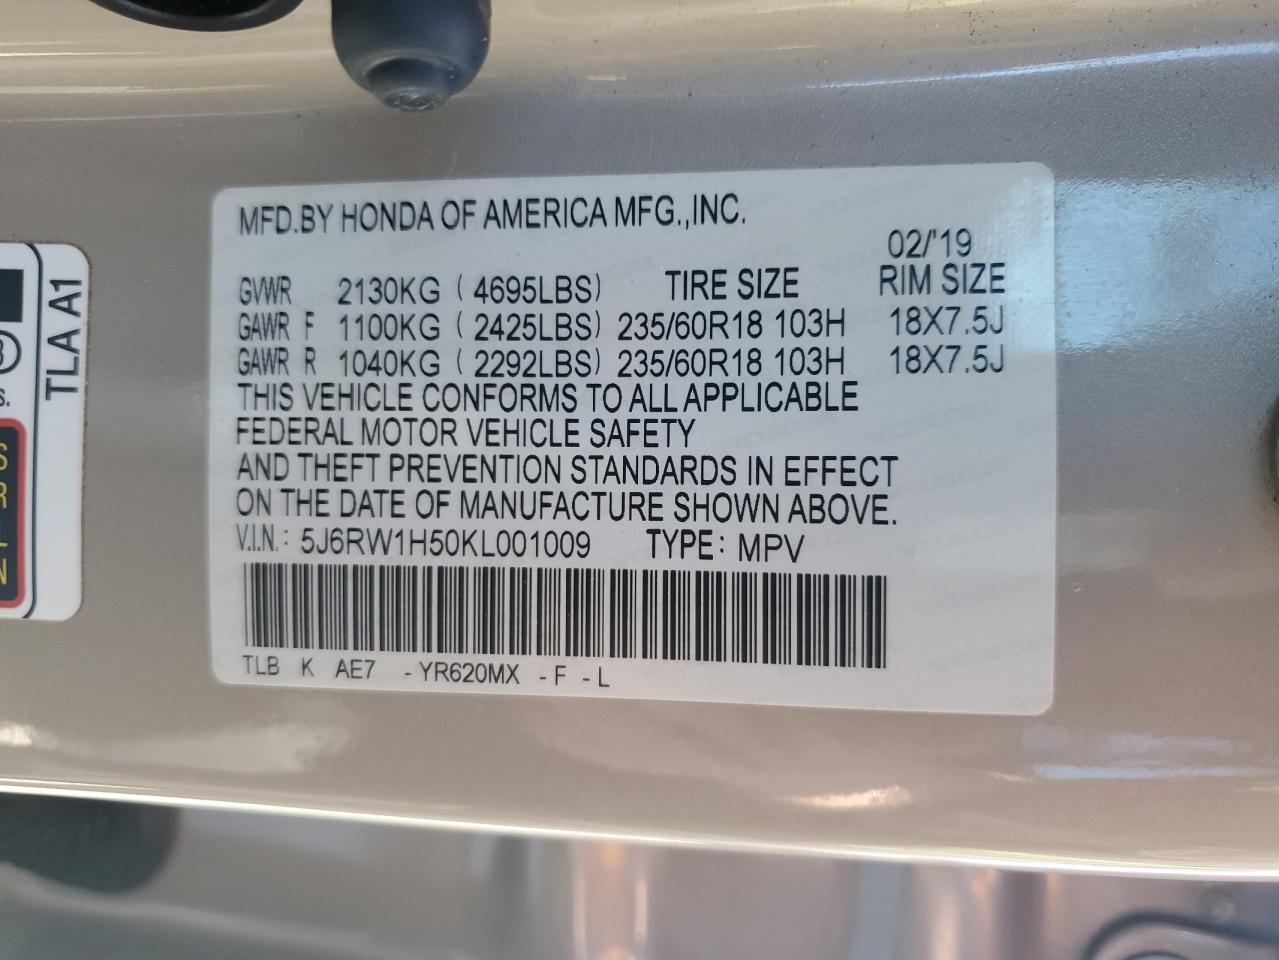 MFD.BY HONDA OF AMERICA MFG.,INC.
02/'19
GVWR 2130KG ( 4695LBS) TIRE SIZE RIM SIZE
GAWR F 1100KG ( 2425LBS) 235/60R18 103H 18X7.5J
GAWR R 1040KG ( 2292LBS) 235/60R18 103H 18X7.5J
THIS VEHICLE CONFORMS TO ALL APPLICABLE
FEDERAL MOTOR VEHICLE SAFETY
AND THEFT PREVENTION STANDARDS IN EFFECT
ON THE DATE OF MANUFACTURE SHOWN ABOVE.
V.I.N.: 5J6RW1H50KL001009 TYPE: MPV
TLB K AE7 -YR620MX -F -L
TLA A1